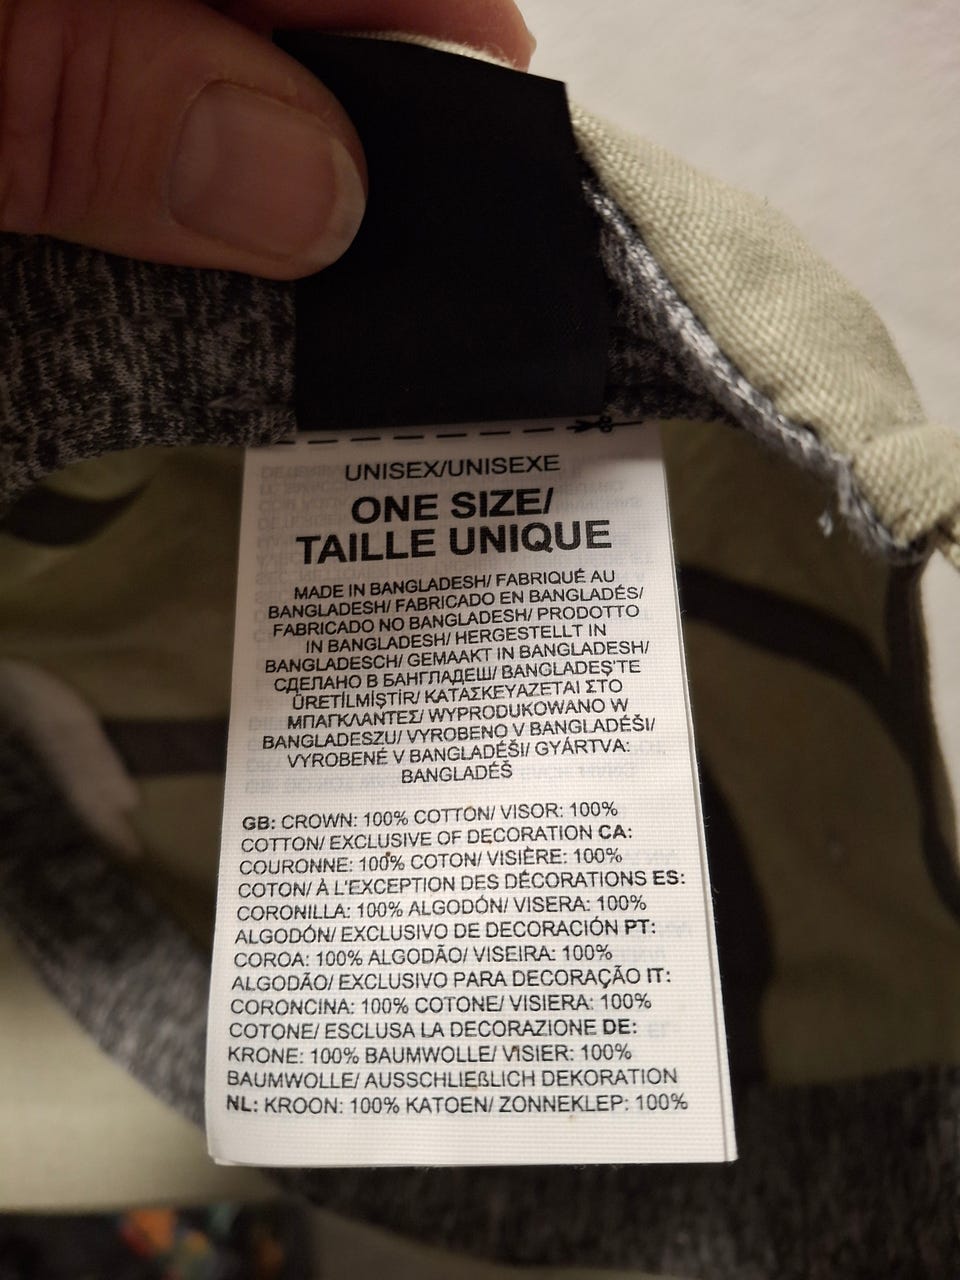 UNISEX/UNISEXE
ONE SIZE/
TAILLE UNIQUE
MADE IN BANGLADESH/ FABRIQUÉ AU
BANGLADESH/ FABRICADO EN BANGLADÉS/
FABRICADO NO BANGLADESH/ PRODOTTO
IN BANGLADESH/ HERGESTELLT IN
BANGLADESCH/ GEMAAKT IN BANGLADESH/
СДЕЛАНО В БАНГЛАДЕШ/ BANGLADEŞ'TE
ÜRETİLMİŞTİR/ ΚΑΤΑΣΚΕΥΑΖΕΤΑΙ ΣΤΟ
ΜΠΑΓΚΛΑΝΤΕΣ/ WYPRODUKOWANO W
BANGLADESZU/ VYROBENO V BANGLADÉŠI/
VYROBENÉ V BANGLADÉŠI/ GYÁRTVA:
BANGLADÉŠ
GB: CROWN: 100% COTTON/ VISOR: 100%
COTTON/ EXCLUSIVE OF DECORATION CA:
COURONNE: 100% COTON/ VISIÈRE: 100%
COTON/ À L'EXCEPTION DES DÉCORATIONS ES:
CORONILLA: 100% ALGODÓN/ VISERA: 100%
ALGODÓN/ EXCLUSIVO DE DECORACIÓN PT:
COROA: 100% ALGODÃO/ VISEIRA: 100%
ALGODÃO/ EXCLUSIVO PARA DECORAÇÃO IT:
CORONCINA: 100% COTONE/ VISIERA: 100%
COTONE/ ESCLUSA LA DECORAZIONE DE:
KRONE: 100% BAUMWOLLE/ VISIER: 100%
BAUMWOLLE/ AUSSCHLIEßLICH DEKORATION
NL: KROON: 100% KATOEN/ ZONNEKLEP: 100%